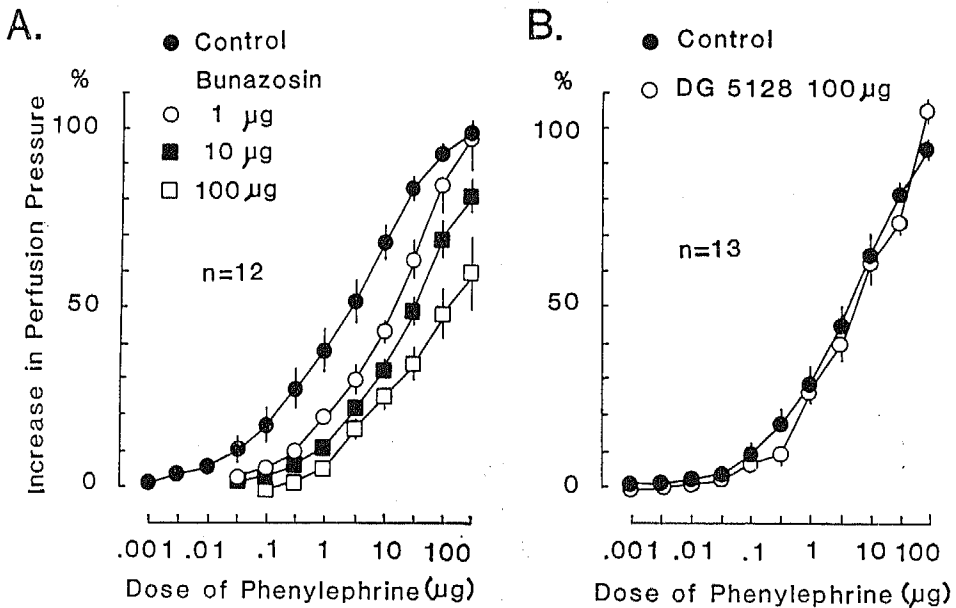 A.
● Control
Bunazosin
○ 1 µg
■ 10 µg
□ 100 µg
n=12
%
100
50
0
Increase in Perfusion Pressure
.001 .01 .1 1 10 100
Dose of Phenylephrine (µg)
B.
● Control
○ DG 5128 100 µg
n=13
%
100
50
0
.001 .01 .1 1 10 100
Dose of Phenylephrine (µg)